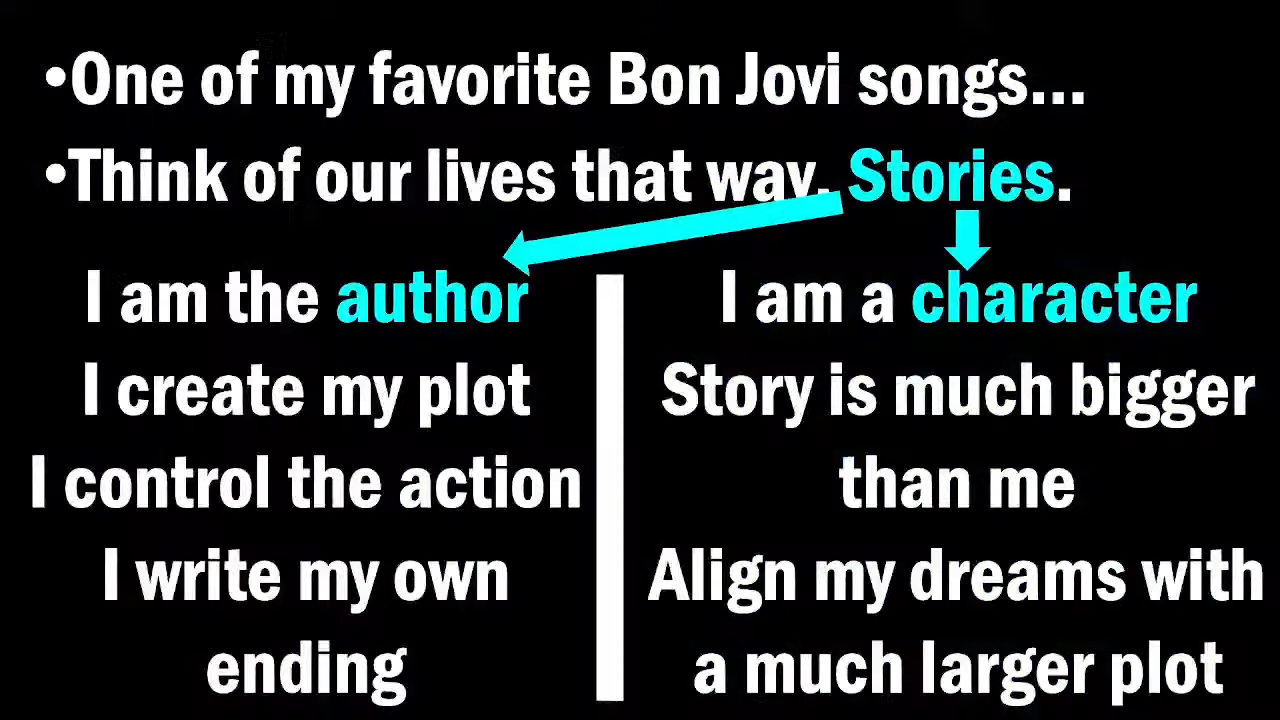 •One of my favorite Bon Jovi songs...
•Think of our lives that way. Stories.
I am the author
I create my plot
I control the action
I write my own
ending
I am a character
Story is much bigger
than me
Align my dreams with
a much larger plot